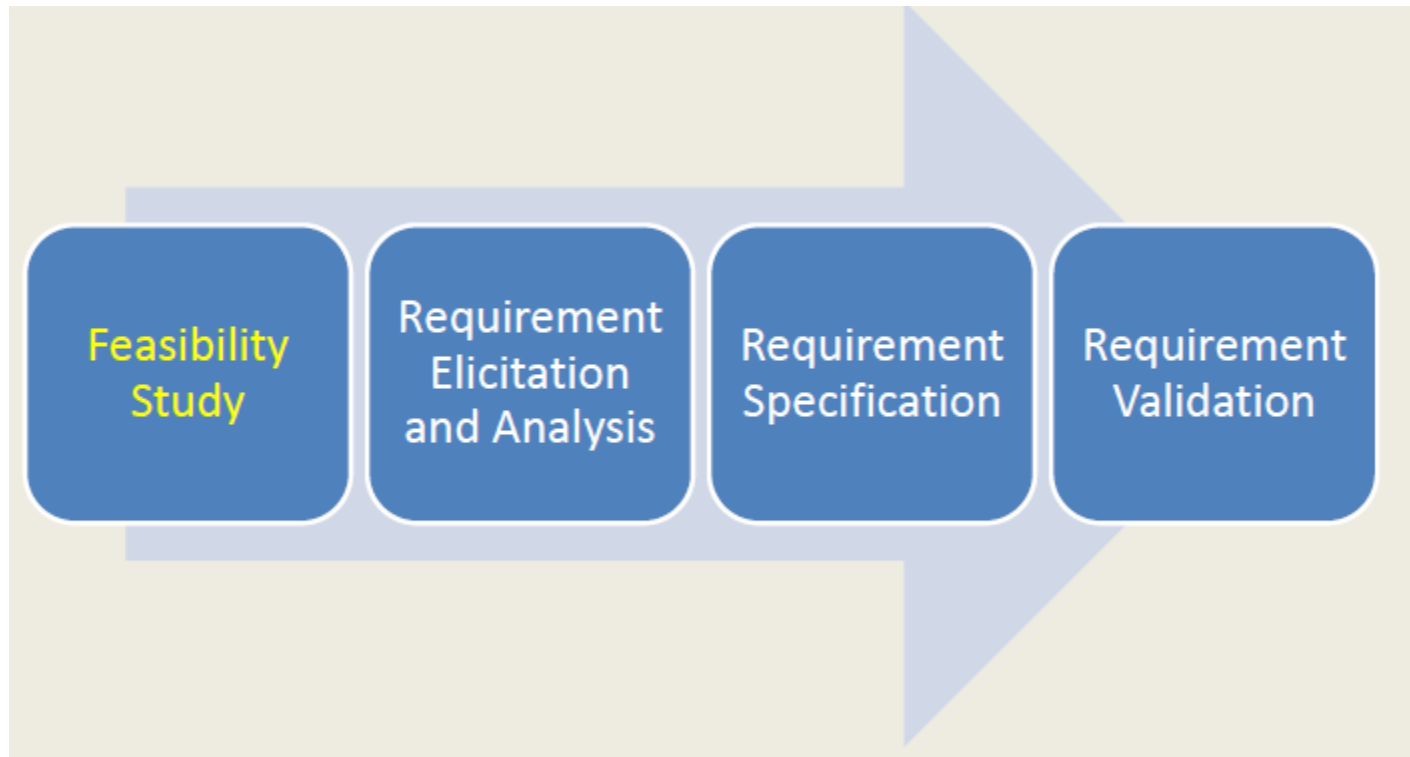 Feasibility
Study
Requirement
Elicitation
and Analysis
Requirement
Specification
Requirement
Validation